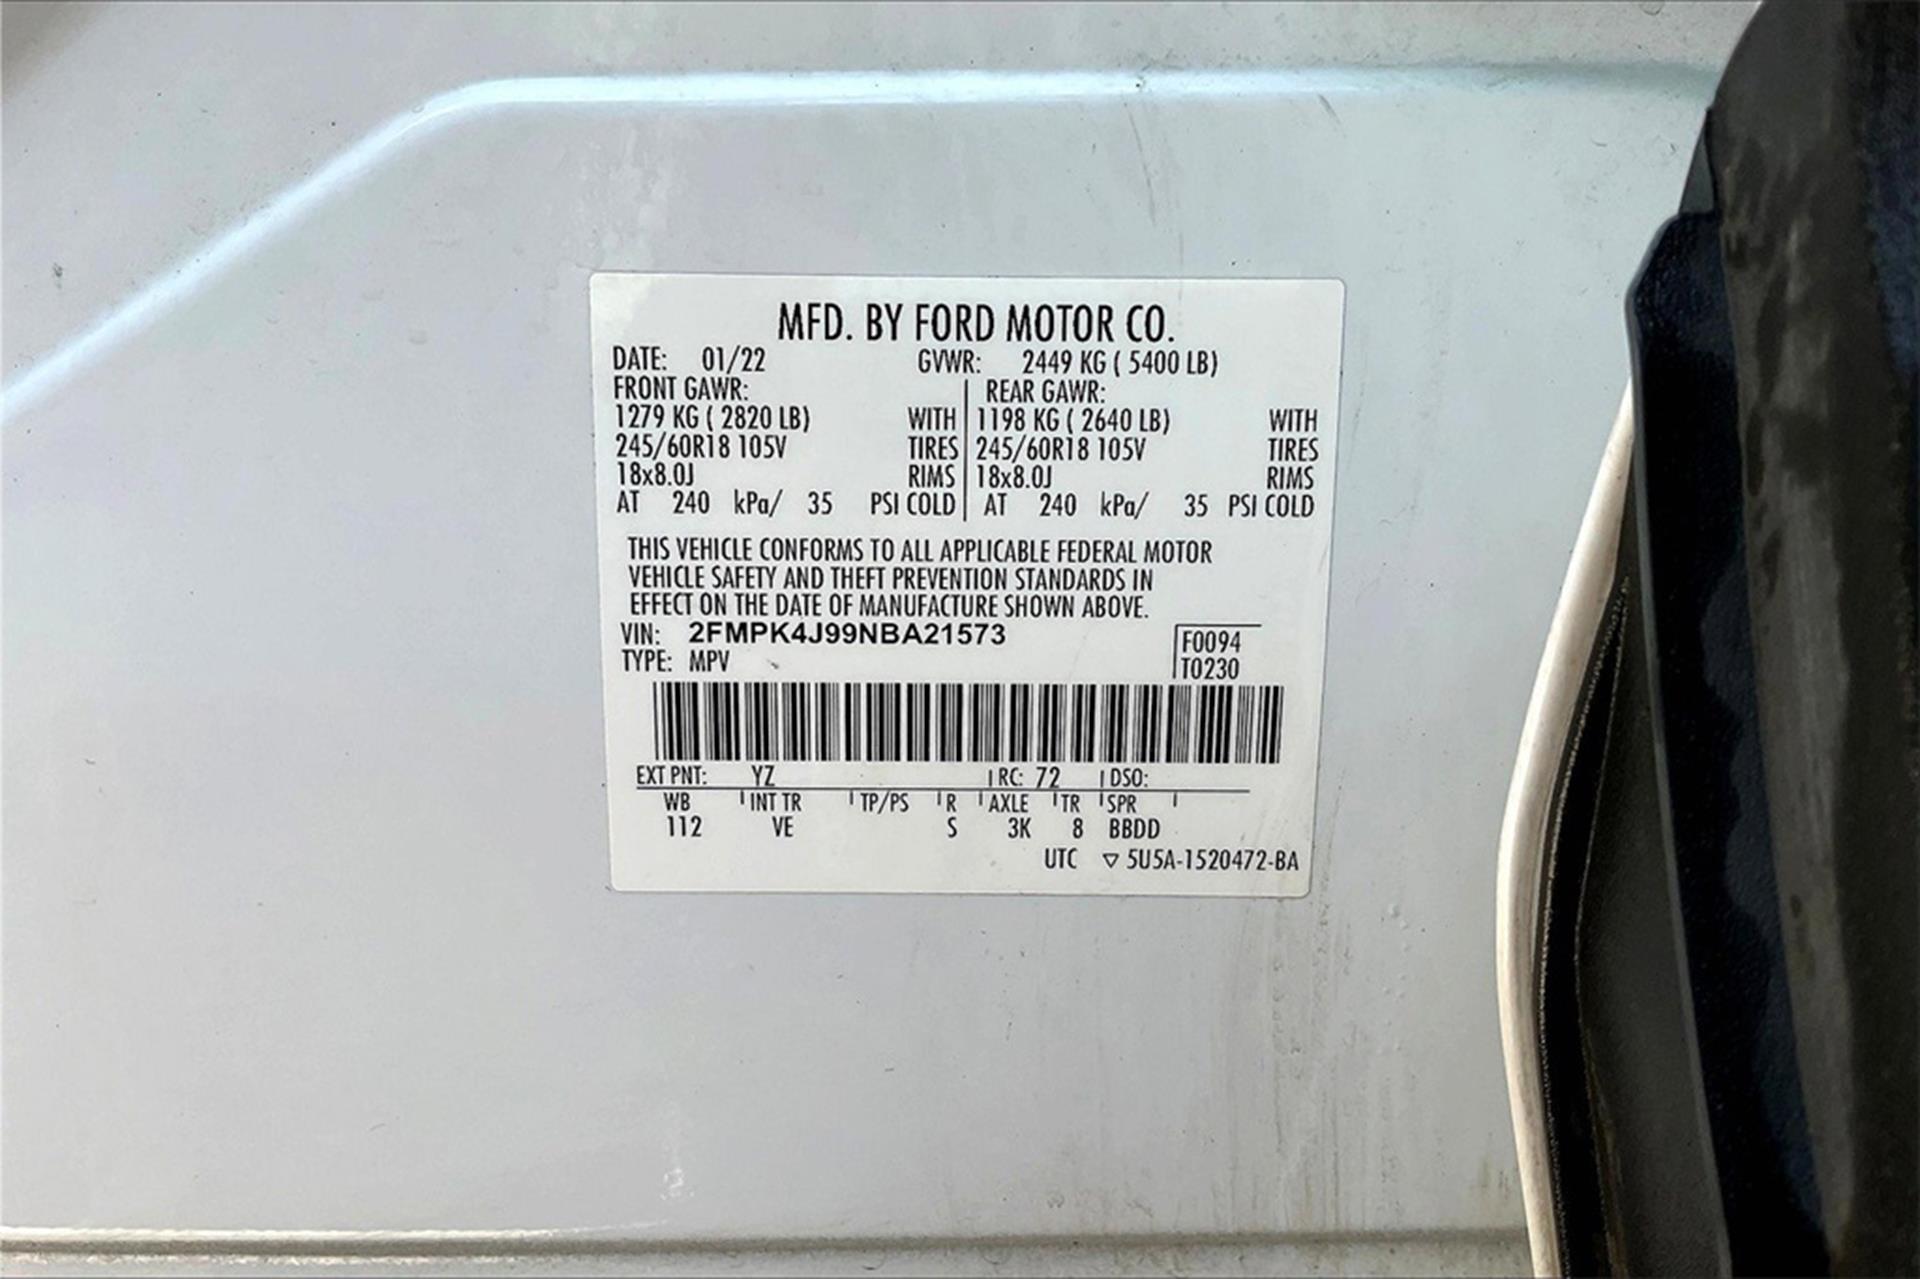 MFD. BY FORD MOTOR CO.
DATE: 01/22 GVWR: 2449 KG ( 5400 LB)
FRONT GAWR: REAR GAWR:
1279 KG ( 2820 LB) WITH 1198 KG ( 2640 LB) WITH
245/60R18 105V TIRES 245/60R18 105V TIRES
18x8.0J RIMS 18x8.0J RIMS
AT 240 kPa/ 35 PSI COLD AT 240 kPa/ 35 PSI COLD
THIS VEHICLE CONFORMS TO ALL APPLICABLE FEDERAL MOTOR
VEHICLE SAFETY AND THEFT PREVENTION STANDARDS IN
EFFECT ON THE DATE OF MANUFACTURE SHOWN ABOVE.
VIN: 2FMPK4J99NBA21573 F0094
TYPE: MPV T0230
EXT PNT: YZ RC: 72 DSO:
WB INT TR TP/PS R AXLE TR SPR
112 VE S 3K 8 BBDD
UTC ▽ 5U5A-1520472-BA